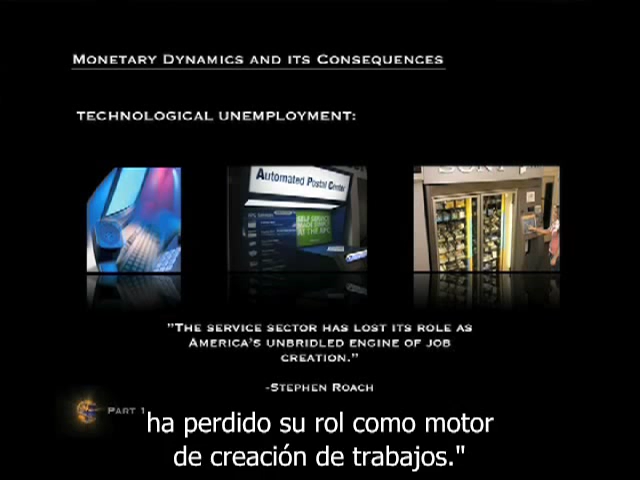 Monetary Dynamics and its Consequences
Technological Unemployment:
Automated Postal Center
SONY
"The service sector has lost its role as
America's unbridled engine of job
creation."
-Stephen Roach
Part 1
ha perdido su rol como motor
de creación de trabajos."